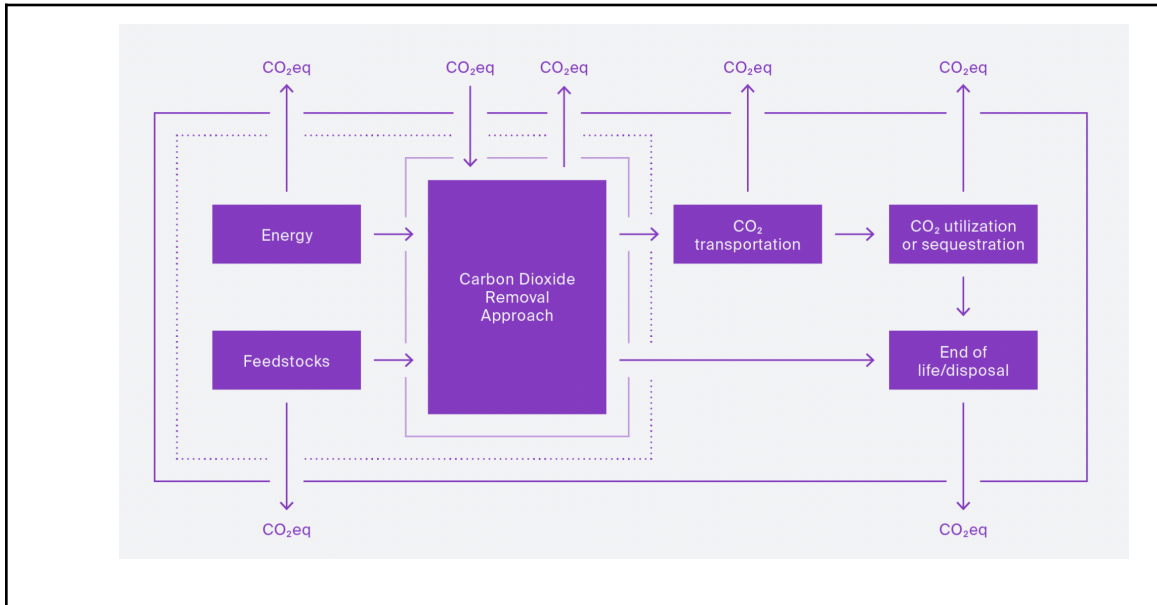 CO₂eq
CO₂eq
CO₂eq
CO₂eq
CO₂eq
Energy
Feedstocks
Carbon Dioxide
Removal
Approach
CO₂
transportation
CO₂ utilization
or sequestration
End of
life/disposal
CO₂eq
CO₂eq